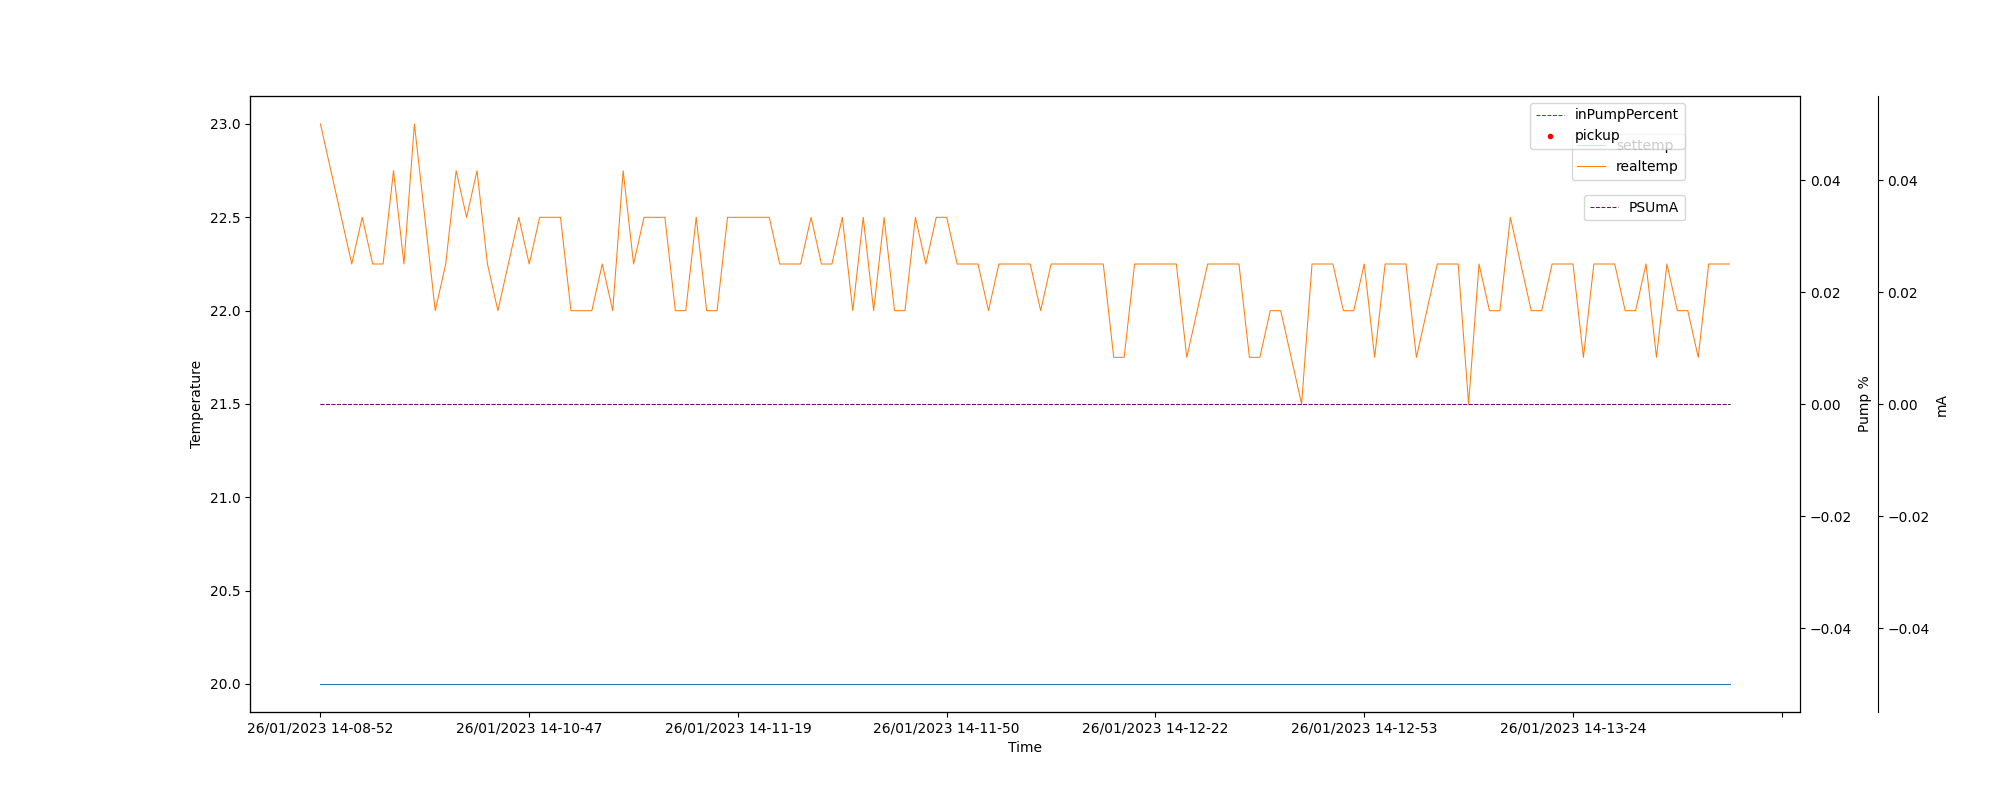 inPumpPercent
pickup
settemp
realtemp
PSUmA
23.0
22.5
22.0
21.5
21.0
20.5
20.0
Temperature
0.04
0.02
0.00
−0.02
−0.04
Pump %
0.04
0.02
0.00
−0.02
−0.04
mA
26/01/2023 14-08-52
26/01/2023 14-10-47
26/01/2023 14-11-19
26/01/2023 14-11-50
26/01/2023 14-12-22
26/01/2023 14-12-53
26/01/2023 14-13-24
Time